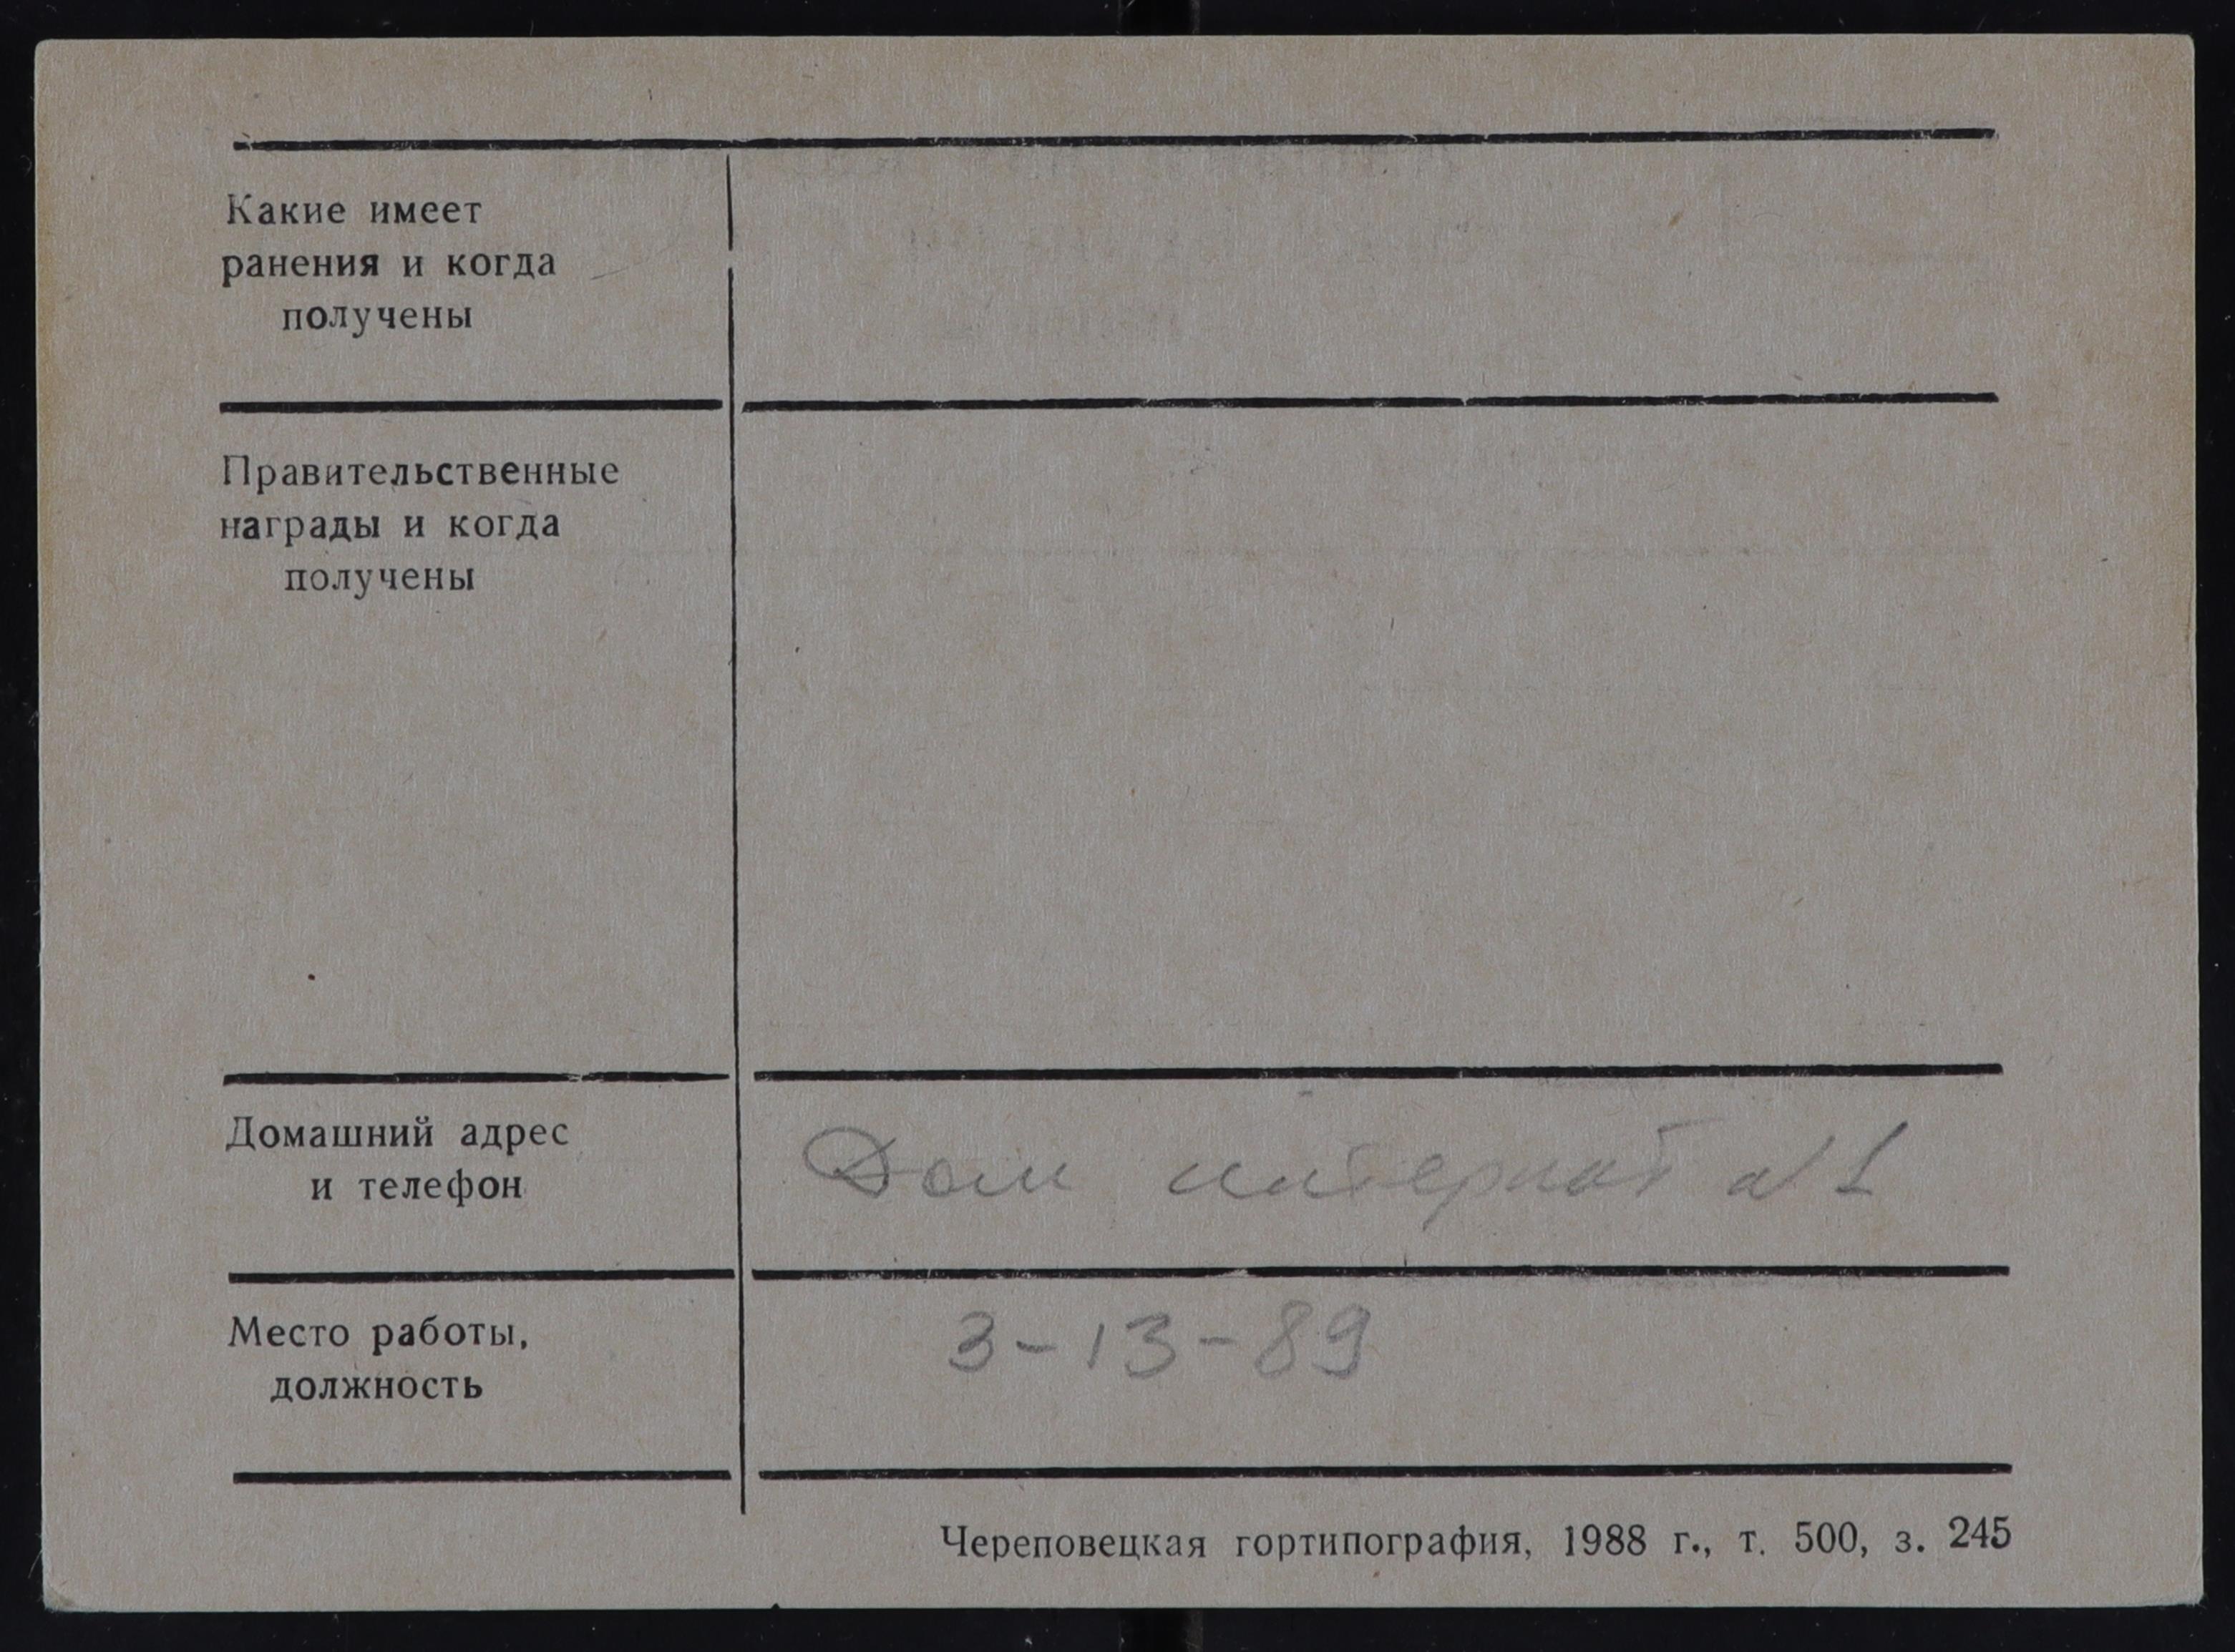 Какие имеет
ранения и когда
получены
Правительственные
награды и когда
получены
Домашний адрес
и телефон
Дом интернат N 1
Место работы,
должность
3-13-89
Череповецкая гортипография, 1988 г., т. 500, з. 245